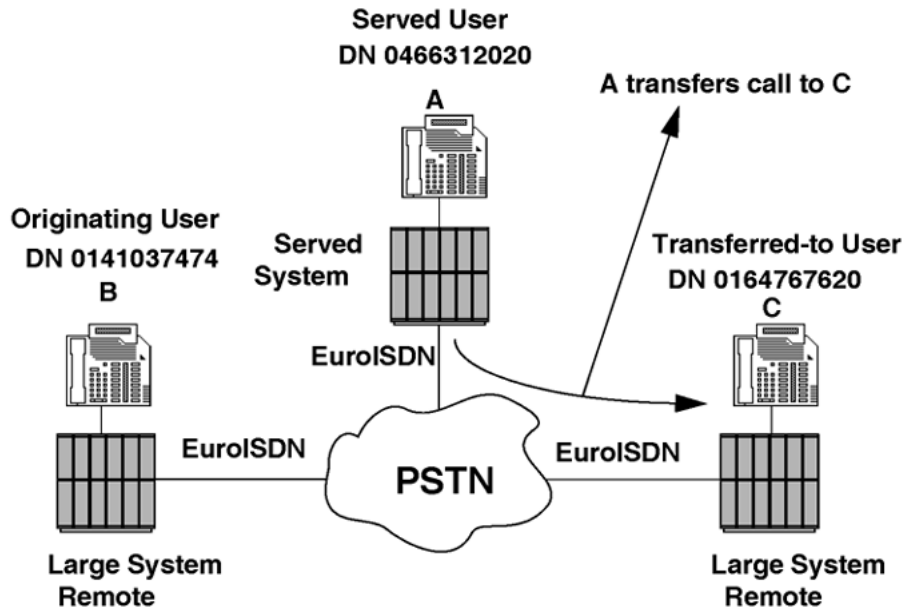 Served User
DN 0466312020
A
A transfers call to C
Originating User
DN 0141037474
B
Served
System
Transferred-to User
DN 0164767620
C
EuroISDN
EuroISDN
PSTN
EuroISDN
Large System
Remote
Large System
Remote